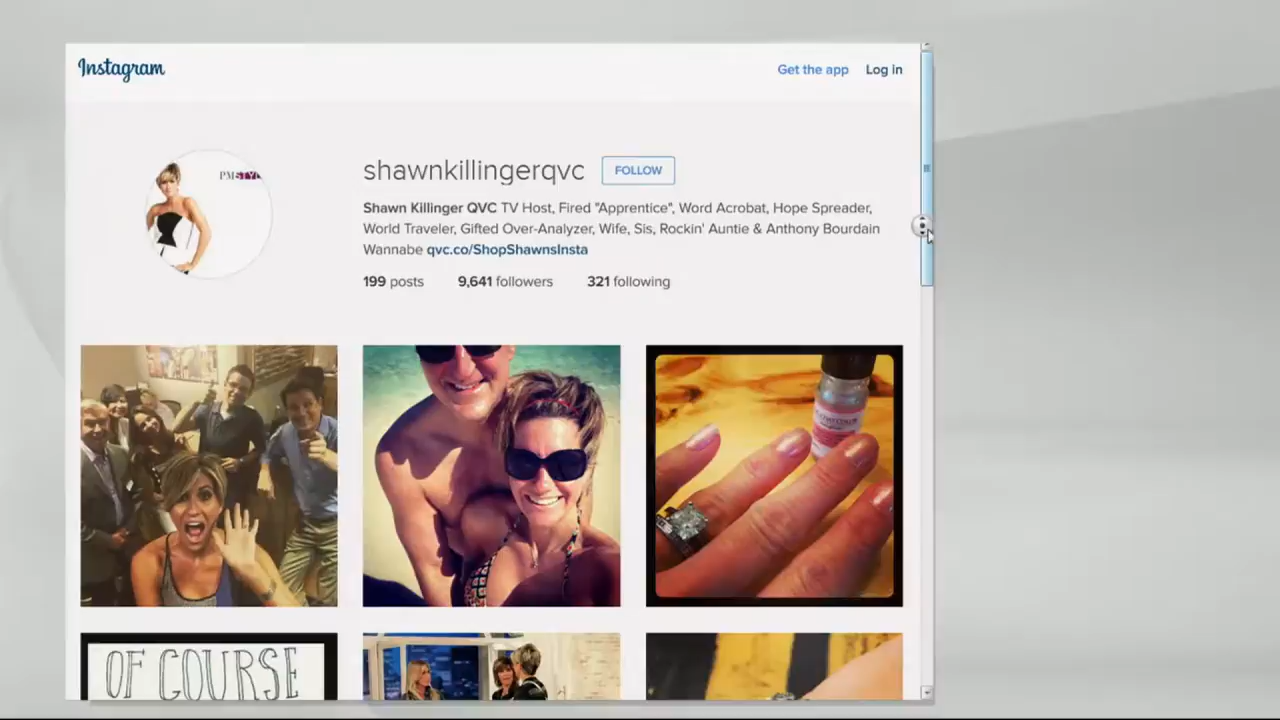 Instagram
Get the app Log in
PMSTYL
shawnkillingerqvc FOLLOW
Shawn Killinger QVC TV Host, Fired "Apprentice", Word Acrobat, Hope Spreader,
World Traveler, Gifted Over-Analyzer, Wife, Sis, Rockin' Auntie & Anthony Bourdain
Wannabe qvc.co/ShopShawnsInsta
199 posts 9,641 followers 321 following
OF COURSE